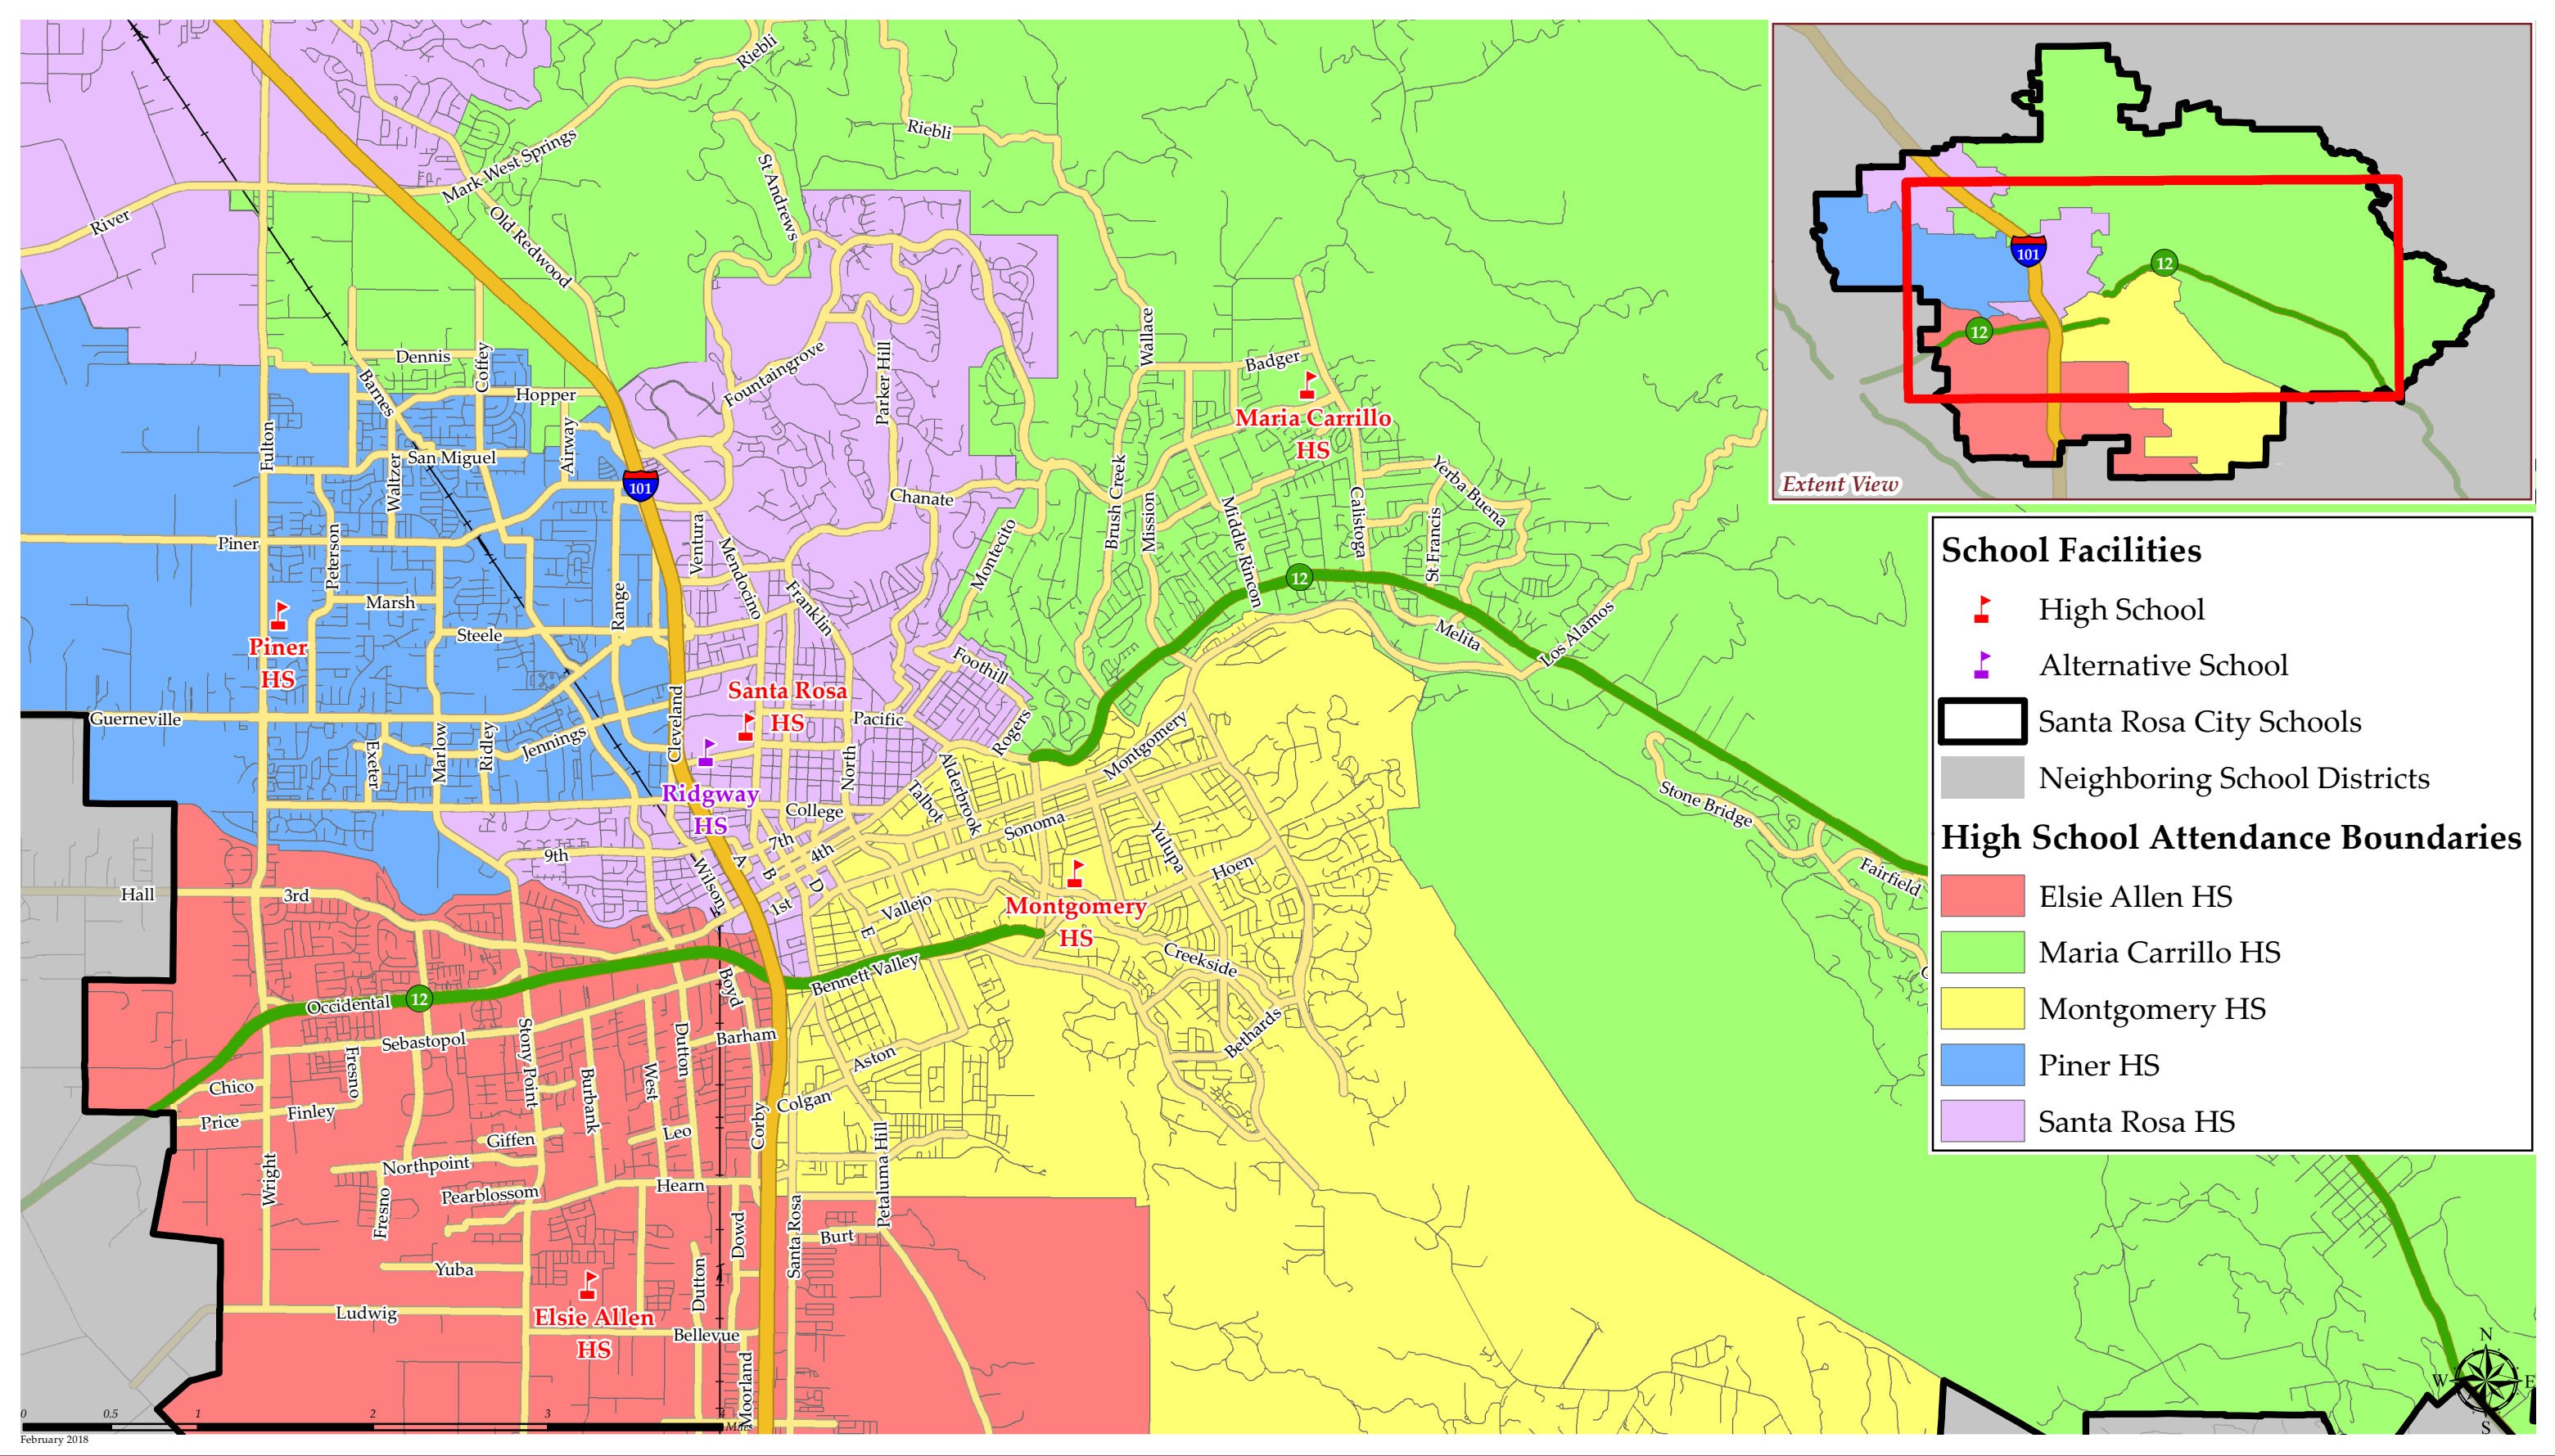 Riebli
Riebli
Mark West Springs
St Andrews
River
Old Redwood
Extent View
101
12
12
Dennis
Coffey
Barnes
Hopper
Fountaingrove
Parker Hill
Wallace
Badger
Maria Carrillo
HS
Fulton
San Miguel
Airway
Waltzer
101
Chanate
Brush Creek
Mission
Middle Rincon
Calistoga
Yerba Buena
St Francis
Montecito
Piner
Peterson
Ventura
Mendocino
Franklin
12
Marsh
Range
Steele
Melita
Los Alamos
Piner
HS
Foothill
Santa Rosa
HS
Guerneville
Cleveland
Pacific
Rogers
Montgomery
Exeter
Marlow
Ridley
Jennings
North
Alderbrook
Talbot
Stone Bridge
Ridgway
HS
College
Sonoma
Yulupa
Hoen
9th
7th
4th
A
B
D
Wilson
1st
E
Vallejo
Fairfield
Hall
3rd
Montgomery
HS
Creekside
Bennett Valley
Boyd
Occidental
12
Sebastopol
Stony Point
Dutton
Barham
Aston
Bethards
Fresno
Chico
Burbank
West
Colgan
Price
Finley
Corby
Giffen
Leo
Petaluma Hill
Northpoint
Wright
Fresno
Pearblossom
Hearn
Dowd
Santa Rosa
Burt
Yuba
Dutton
Ludwig
Elsie Allen
HS
Bellevue
Moorland
School Facilities
High School
Alternative School
Santa Rosa City Schools
Neighboring School Districts
High School Attendance Boundaries
Elsie Allen HS
Maria Carrillo HS
Montgomery HS
Piner HS
Santa Rosa HS
N
W
E
S
0 0.5 1 2 3
Miles
February 2018